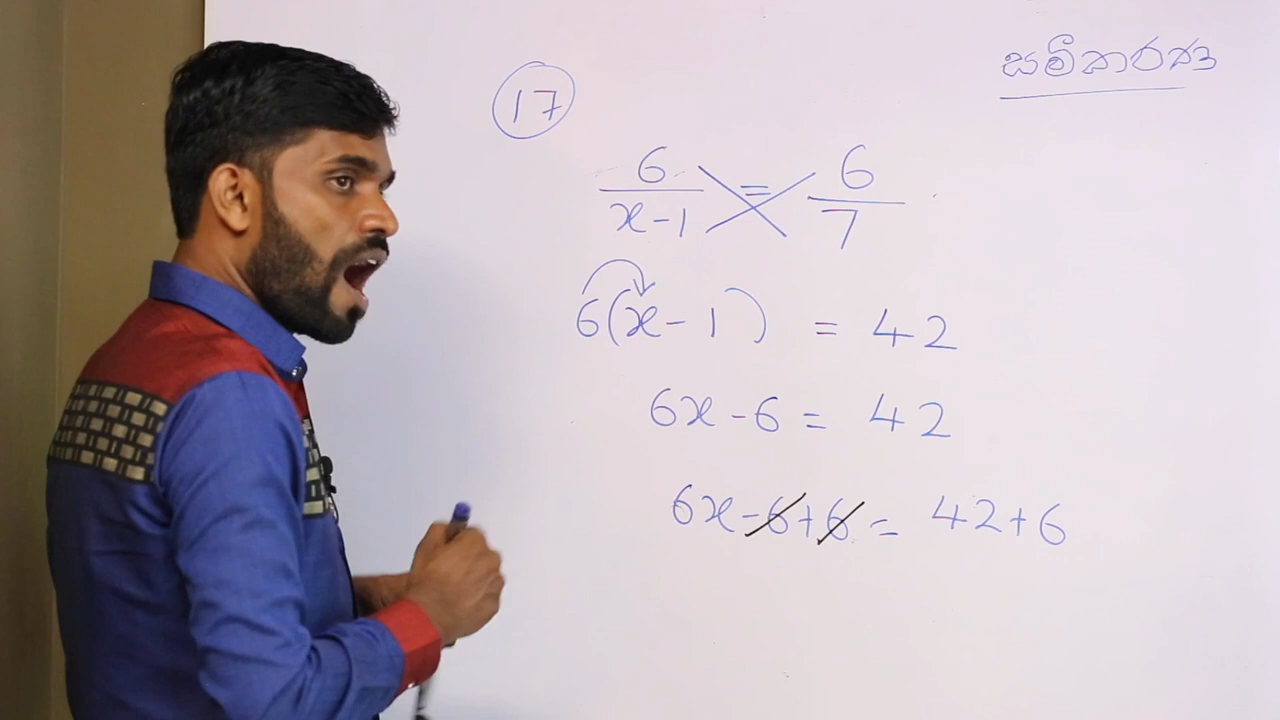 සමීකරණ
17
6/(x-1) = 6/7
6(x-1) = 42
6x-6 = 42
6x-6+6 = 42+6